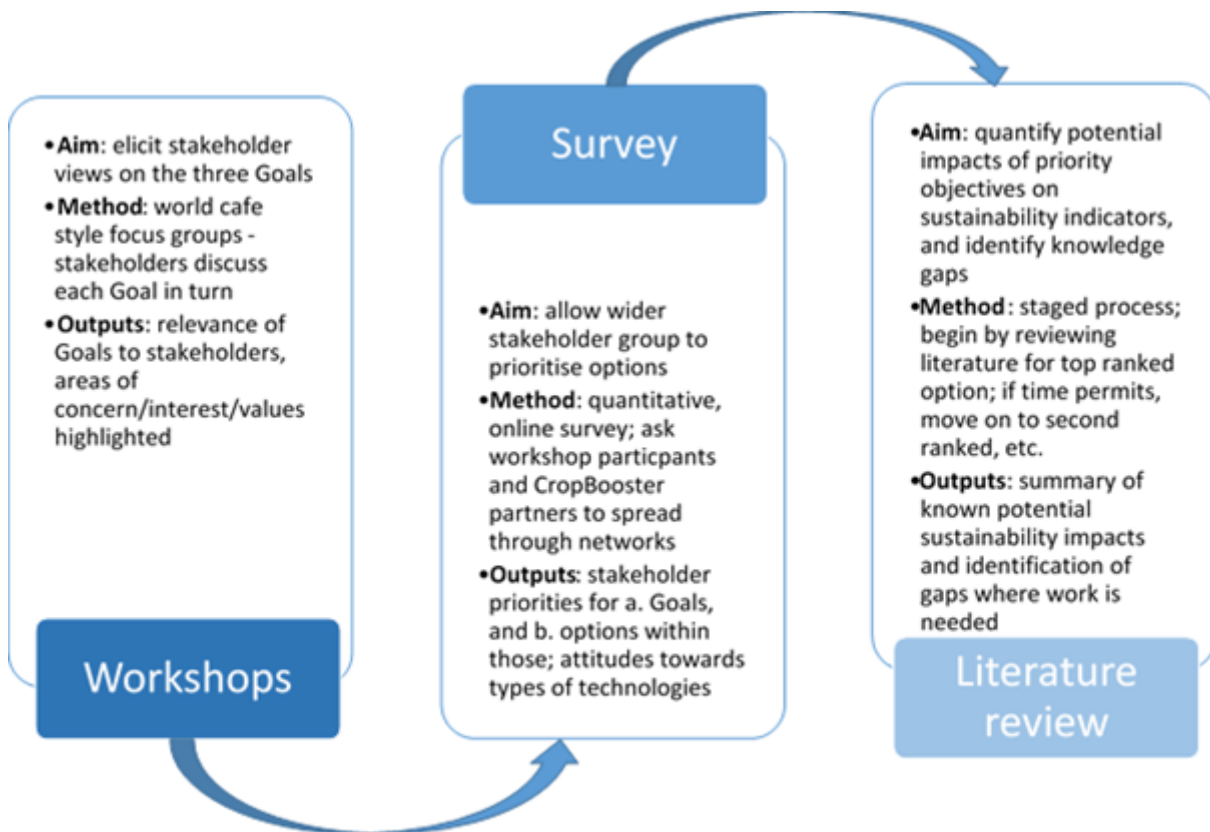 •Aim: elicit stakeholder
views on the three Goals
•Method: world cafe
style focus groups -
stakeholders discuss
each Goal in turn
•Outputs: relevance of
Goals to stakeholders,
areas of
concern/interest/values
highlighted
Workshops
Survey
•Aim: allow wider
stakeholder group to
prioritise options
•Method: quantitative,
online survey; ask
workshop particpants
and CropBooster
partners to spread
through networks
•Outputs: stakeholder
priorities for a. Goals,
and b. options within
those; attitudes towards
types of technologies
•Aim: quantify potential
impacts of priority
objectives on
sustainability indicators,
and identify knowledge
gaps
•Method: staged process;
begin by reviewing
literature for top ranked
option; if time permits,
move on to second
ranked, etc.
•Outputs: summary of
known potential
sustainability impacts
and identification of
gaps where work is
needed
Literature
review